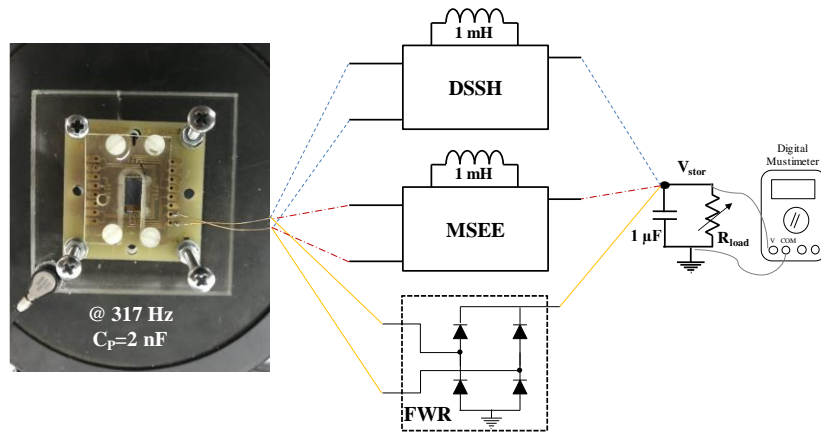 1 mH
DSSH
1 mH
MSEE
FWR
@ 317 Hz
C_P=2 nF
V_stor
1 µF
R_load
Digital
Mustimeter
V COM